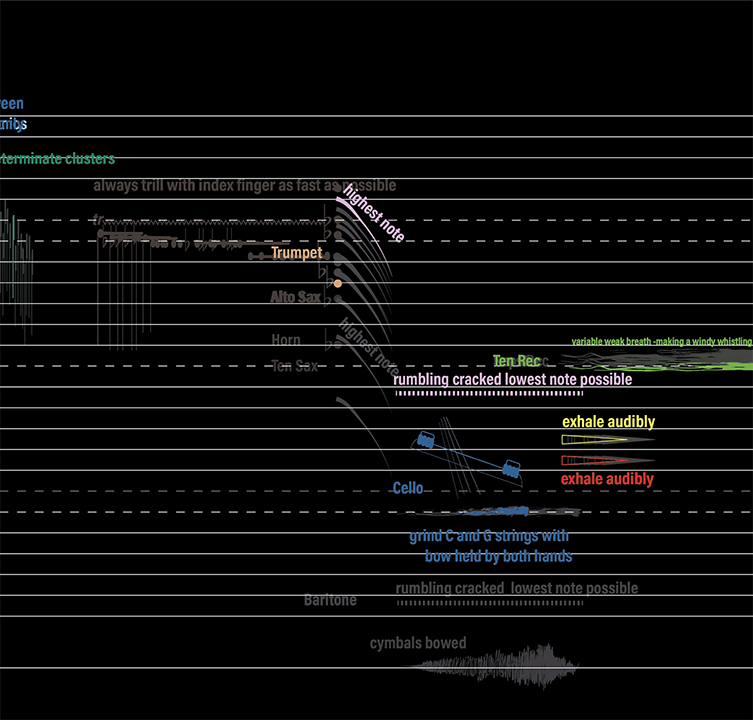 een
terminate clusters
always trill with index finger as fast as possible
highest note
tr
Trumpet
Alto Sax
Horn
highest note
Ten Sax
variable weak breath -making a windy whistling
Ten Rec
rumbling cracked lowest note possible
exhale audibly
exhale audibly
Cello
grind C and G strings with
bow held by both hands
rumbling cracked lowest note possible
Baritone
cymbals bowed